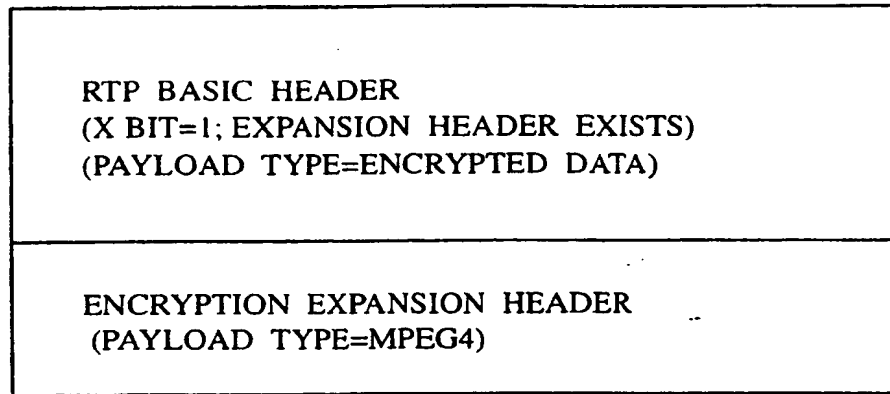 RTP BASIC HEADER
(X BIT=1; EXPANSION HEADER EXISTS)
(PAYLOAD TYPE=ENCRYPTED DATA)
ENCRYPTION EXPANSION HEADER
(PAYLOAD TYPE=MPEG4)